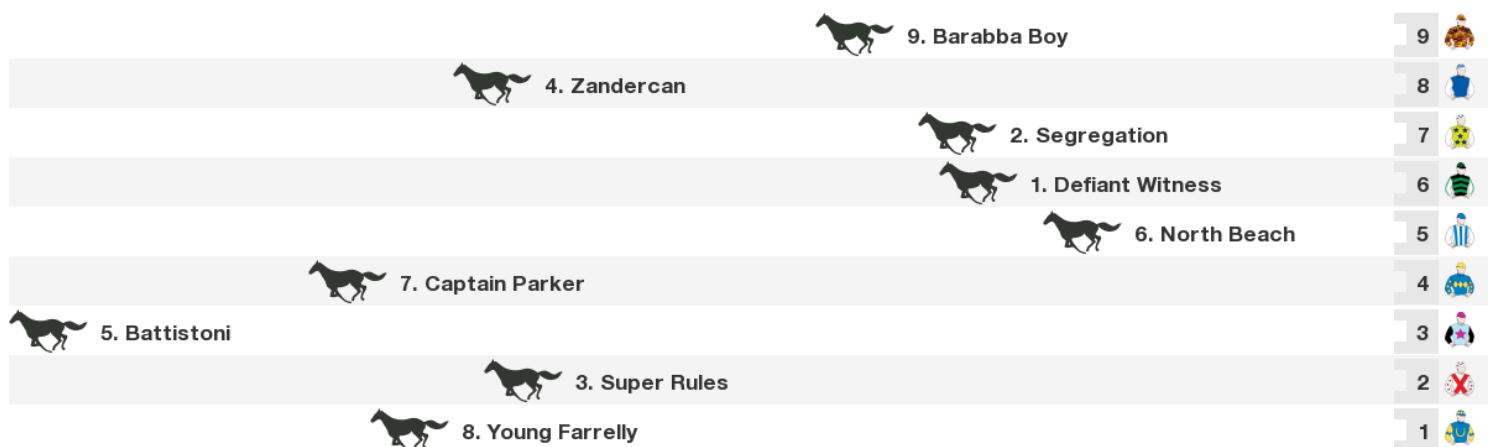 9. Barabba Boy 9
4. Zandercan 8
2. Segregation 7
1. Defiant Witness 6
6. North Beach 5
7. Captain Parker 4
5. Battistoni 3
3. Super Rules 2
8. Young Farrelly 1